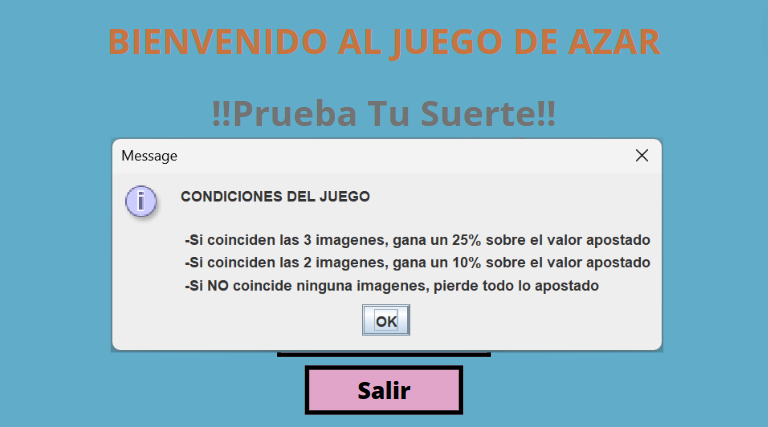 BIENVENIDO AL JUEGO DE AZAR
!!Prueba Tu Suerte!!
Message
CONDICIONES DEL JUEGO
-Si coinciden las 3 imagenes, gana un 25% sobre el valor apostado
-Si coinciden las 2 imagenes, gana un 10% sobre el valor apostado
-Si NO coincide ninguna imagenes, pierde todo lo apostado
OK
Salir